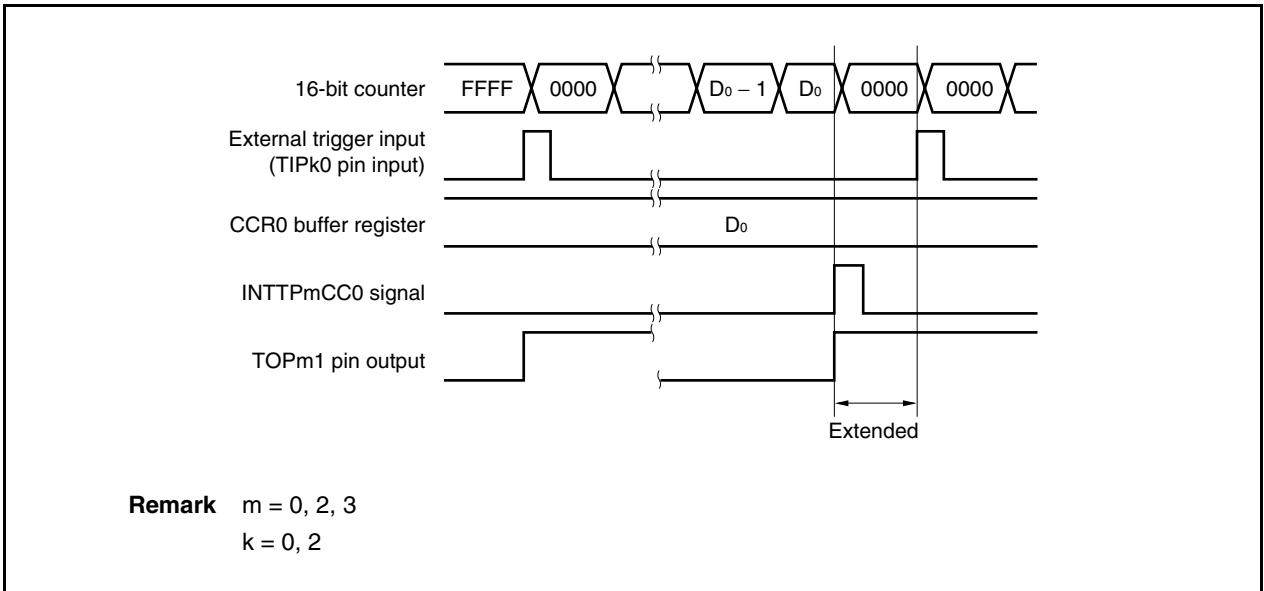 16-bit counter FFFF 0000 D0 − 1 D0 0000 0000
External trigger input
(TIPk0 pin input)
CCR0 buffer register D0
INTTPmCC0 signal
TOPm1 pin output
Extended
Remark m = 0, 2, 3
k = 0, 2